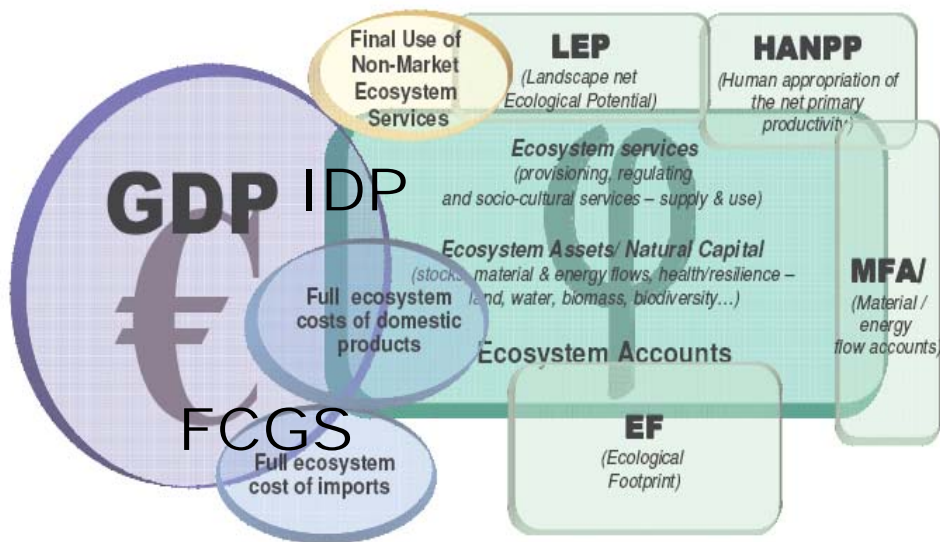 Final Use of
Non-Market
Ecosystem
Services
LEP
(Landscape net
Ecological Potential)
HANPP
(Human appropriation of
the net primary
productivity)
GDP
€
IDP
Ecosystem services
(provisioning, regulating
and socio-cultural services – supply & use)
Ecosystem Assets/ Natural Capital
(stocks, material & energy flows, health/resilience –
land, water, biomass, biodiversity…)
φ
MFA/
(Material /
energy
flow accounts)
Full ecosystem
costs of domestic
products
Ecosystem Accounts
FCGS
Full ecosystem
cost of imports
EF
(Ecological
Footprint)